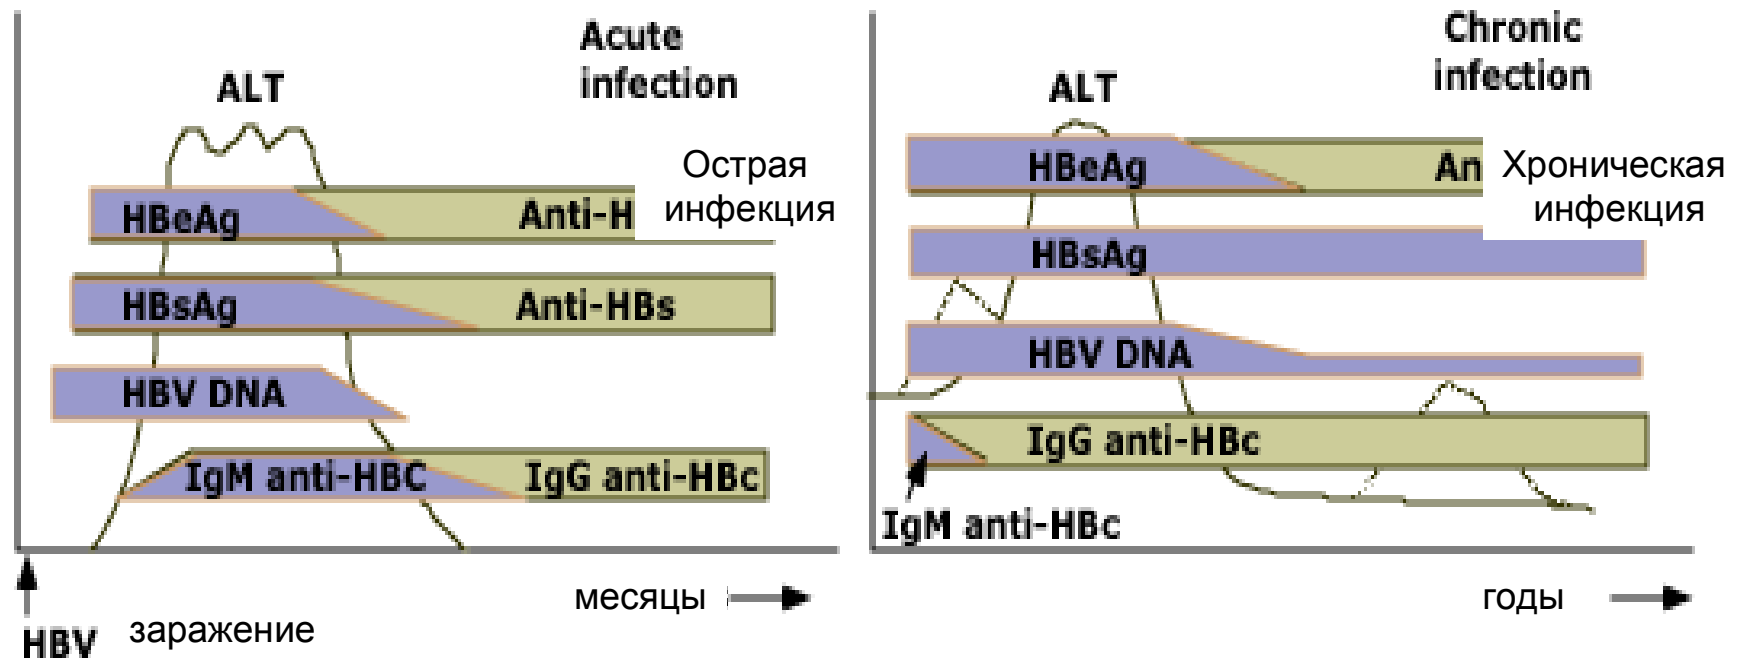 Acute
infection
ALT
Острая
инфекция
HBeAg
Anti-H
HBsAg
Anti-HBs
HBV DNA
IgM anti-HBC
IgG anti-HBc
месяцы
HBV
заражение
Chronic
infection
ALT
Хроническая
инфекция
HBeAg
An
HBsAg
HBV DNA
IgG anti-HBc
IgM anti-HBc
годы